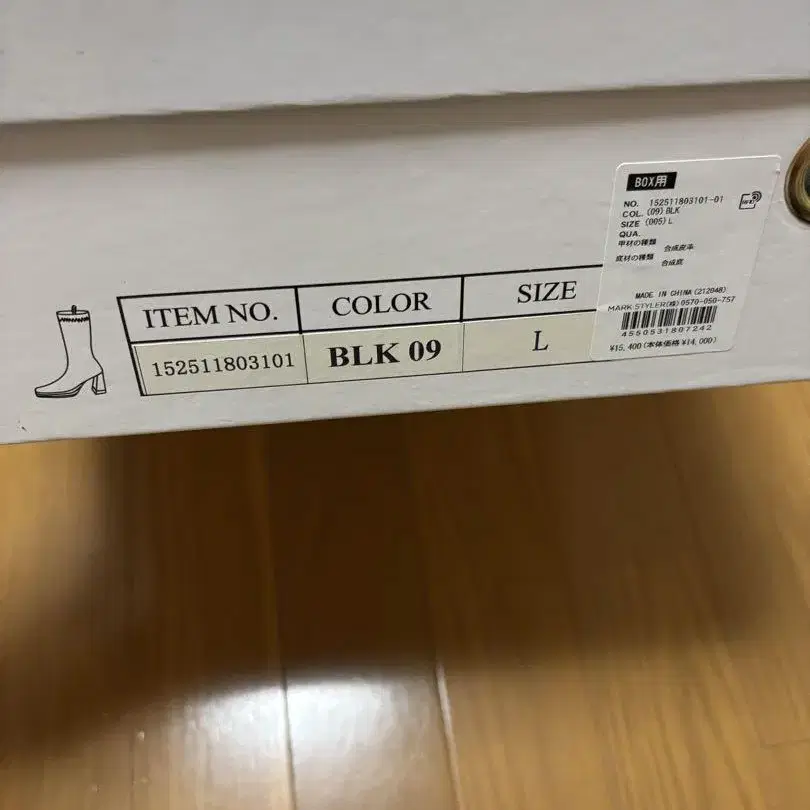 ITEM NO. COLOR SIZE
152511803101 BLK 09 L
BOX用
NO. 152511803101-01
COL. (09) BLK
SIZE (005) L
QUA.
甲材の種類 合成皮革
底材の種類 合成底
MADE IN CHINA (212048)
MARK STYLER(株) 0570-050-757
4550531807242
¥15,400(本体価格¥14,000)